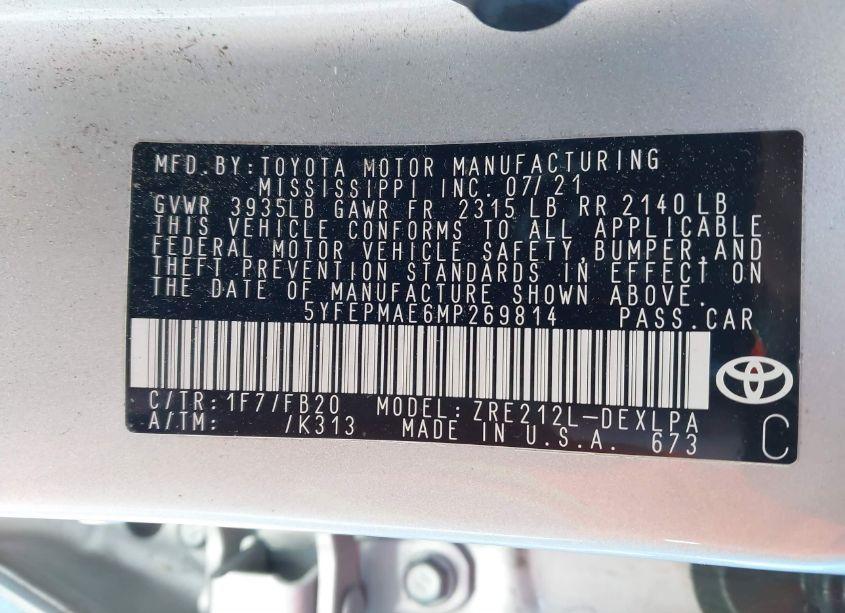 MFD.BY:TOYOTA MOTOR MANUFACTURING
MISSISSIPPI INC. 07/21
GVWR 3935LB GAWR FR 2315 LB RR 2140 LB
THIS VEHICLE CONFORMS TO ALL APPLICABLE
FEDERAL MOTOR VEHICLE SAFETY,BUMPER,AND
THEFT PREVENTION STANDARDS IN EFFECT ON
THE DATE OF MANUFACTURE SHOWN ABOVE.
5YFEPMAE6MP269814 PASS.CAR
C/TR:1F7/FB20 MODEL:ZRE212L-DEXLPA
A/TM: /K313 MADE IN U.S.A. 673
C